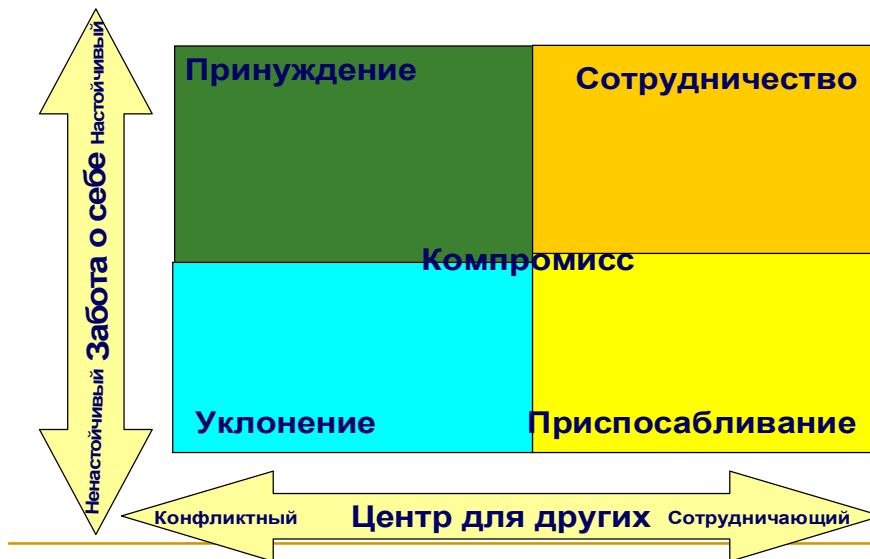 Принуждение
Сотрудничество
Компромисс
Уклонение
Приспосабливание
Ненастойчивый Забота о себе Настойчивый
Конфликтный Центр для других Сотрудничающий